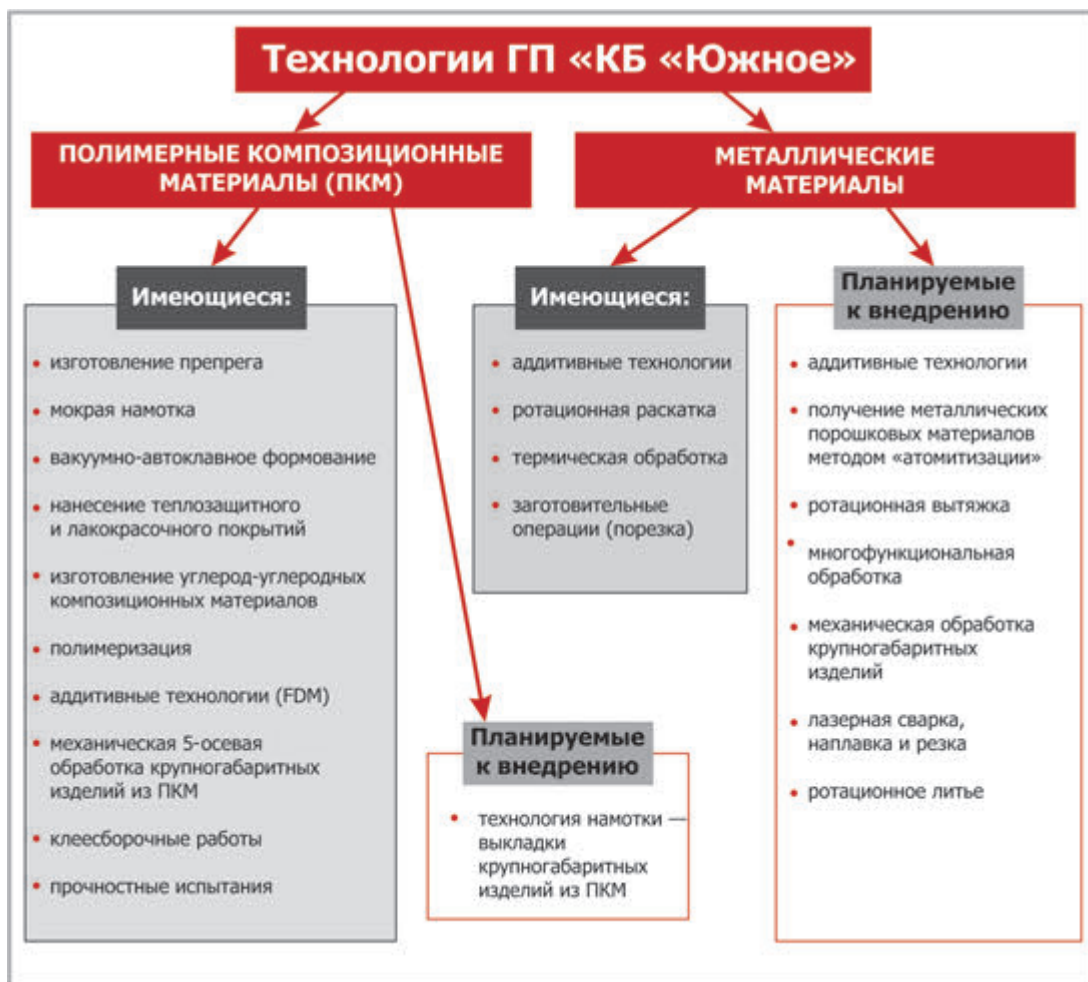 Технологии ГП «КБ «Южное»
ПОЛИМЕРНЫЕ КОМПОЗИЦИОННЫЕ
МАТЕРИАЛЫ (ПКМ)
МЕТАЛЛИЧЕСКИЕ
МАТЕРИАЛЫ
Имеющиеся:
• изготовление препрега
• мокрая намотка
• вакуумно-автоклавное формование
• нанесение теплозащитного
и лакокрасочного покрытий
• изготовление углерод-углеродных
композиционных материалов
• полимеризация
• аддитивные технологии (FDM)
• механическая 5-осевая
обработка крупногабаритных
изделий из ПКМ
• клеесборочные работы
• прочностные испытания
Планируемые
к внедрению
• технология намотки —
выкладки
крупногабаритных
изделий из ПКМ
Имеющиеся:
• аддитивные технологии
• ротационная раскатка
• термическая обработка
• заготовительные
операции (порезка)
Планируемые
к внедрению
• аддитивные технологии
• получение металлических
порошковых материалов
методом «атомитизации»
• ротационная вытяжка
• многофункциональная
обработка
• механическая обработка
крупногабаритных
изделий
• лазерная сварка,
наплавка и резка
• ротационное литье